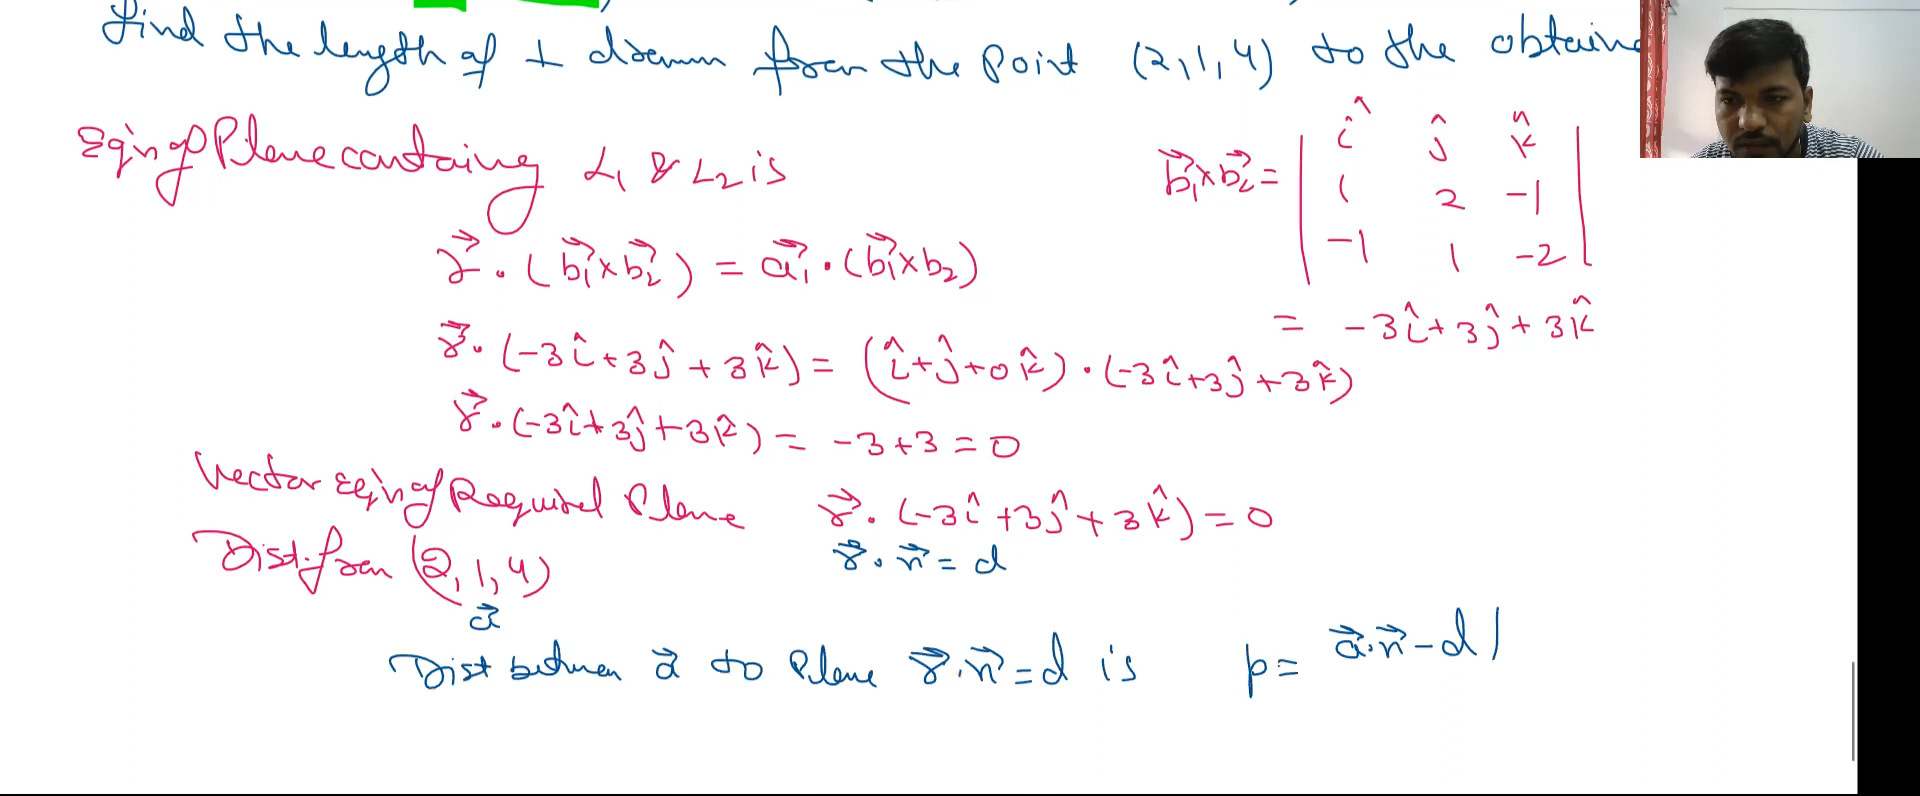 find the length of ⊥ drawn from the Point (2,1,4) to the obtaine
Eq'n of Plane containing L₁ & L₂ is
r⃗ . (b⃗₁×b⃗₂) = a⃗₁ . (b⃗₁×b₂)
r⃗ . (-3î+3ĵ+3k̂) = (î+ĵ+0k̂) . (-3î+3ĵ+3k̂)
r⃗ . (-3î+3ĵ+3k̂) = -3+3 = 0
Vector Eq'n of Required Plane r⃗ . (-3î+3ĵ+3k̂) = 0
r⃗ . n⃗ = d
Dist. from (2,1,4)
a⃗
Dist between a⃗ to Plane r⃗.n⃗ = d is p = a⃗.n⃗-d|
b⃗₁×b⃗₂ = | î ĵ k̂
1 2 -1
-1 1 -2 |
= -3î+3ĵ+3k̂